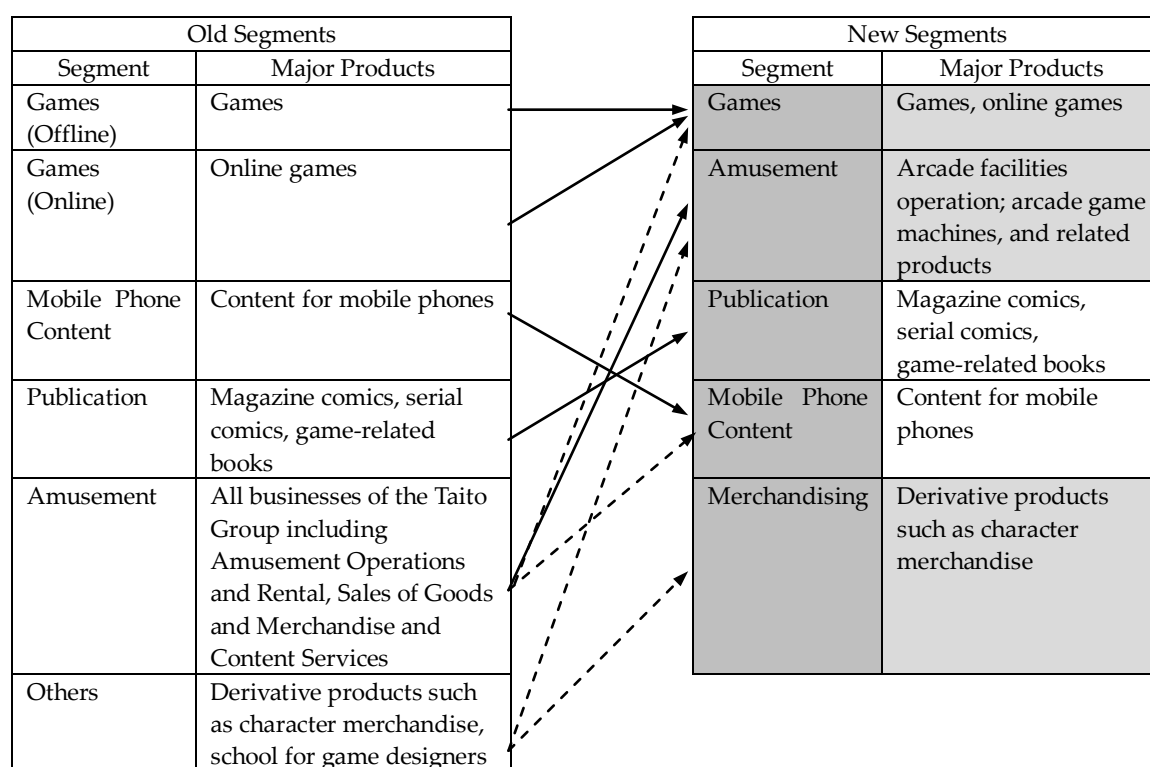 Old Segments
Segment Major Products
Games
(Offline)
Games
Games
(Online)
Online games
Mobile Phone
Content
Content for mobile phones
Publication
Magazine comics, serial
comics, game-related
books
Amusement
All businesses of the Taito
Group including
Amusement Operations
and Rental, Sales of Goods
and Merchandise and
Content Services
Others
Derivative products such
as character merchandise,
school for game designers
New Segments
Segment Major Products
Games
Games, online games
Amusement
Arcade facilities
operation; arcade game
machines, and related
products
Publication
Magazine comics,
serial comics,
game-related books
Mobile Phone
Content
Content for mobile
phones
Merchandising
Derivative products
such as character
merchandise